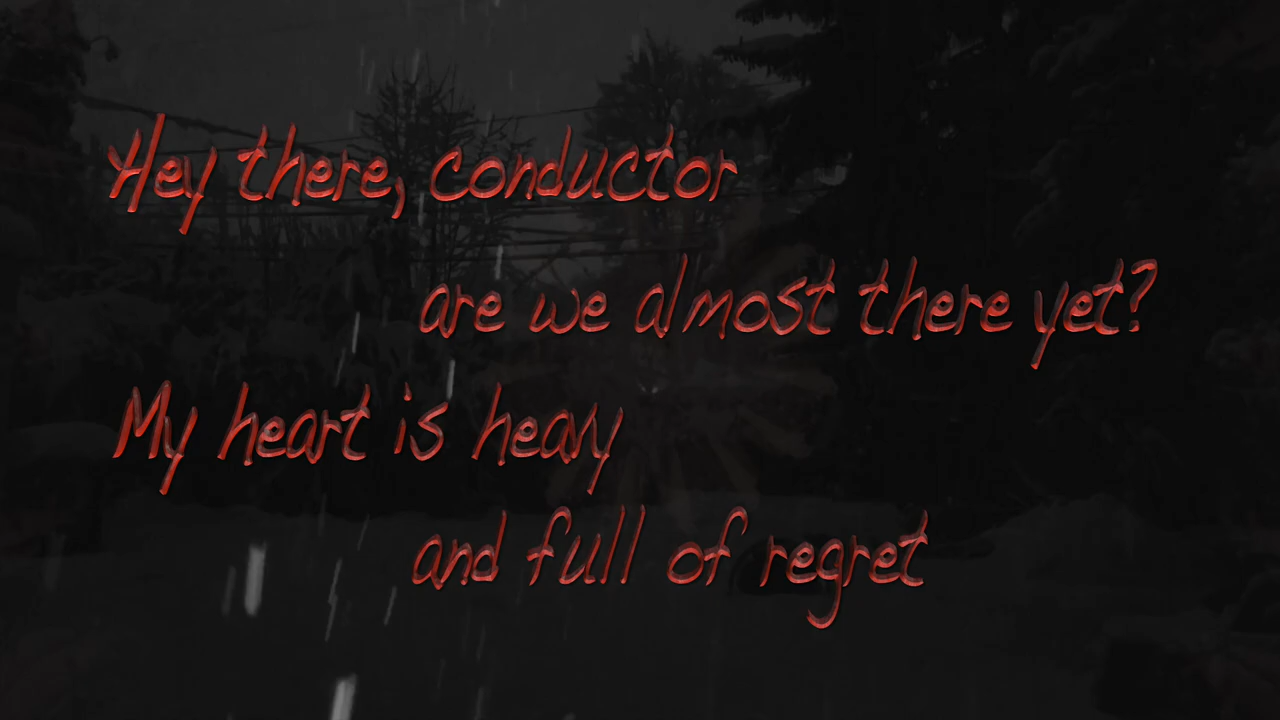 Hey there, conductor
are we almost there yet?
My heart is heavy
and full of regret